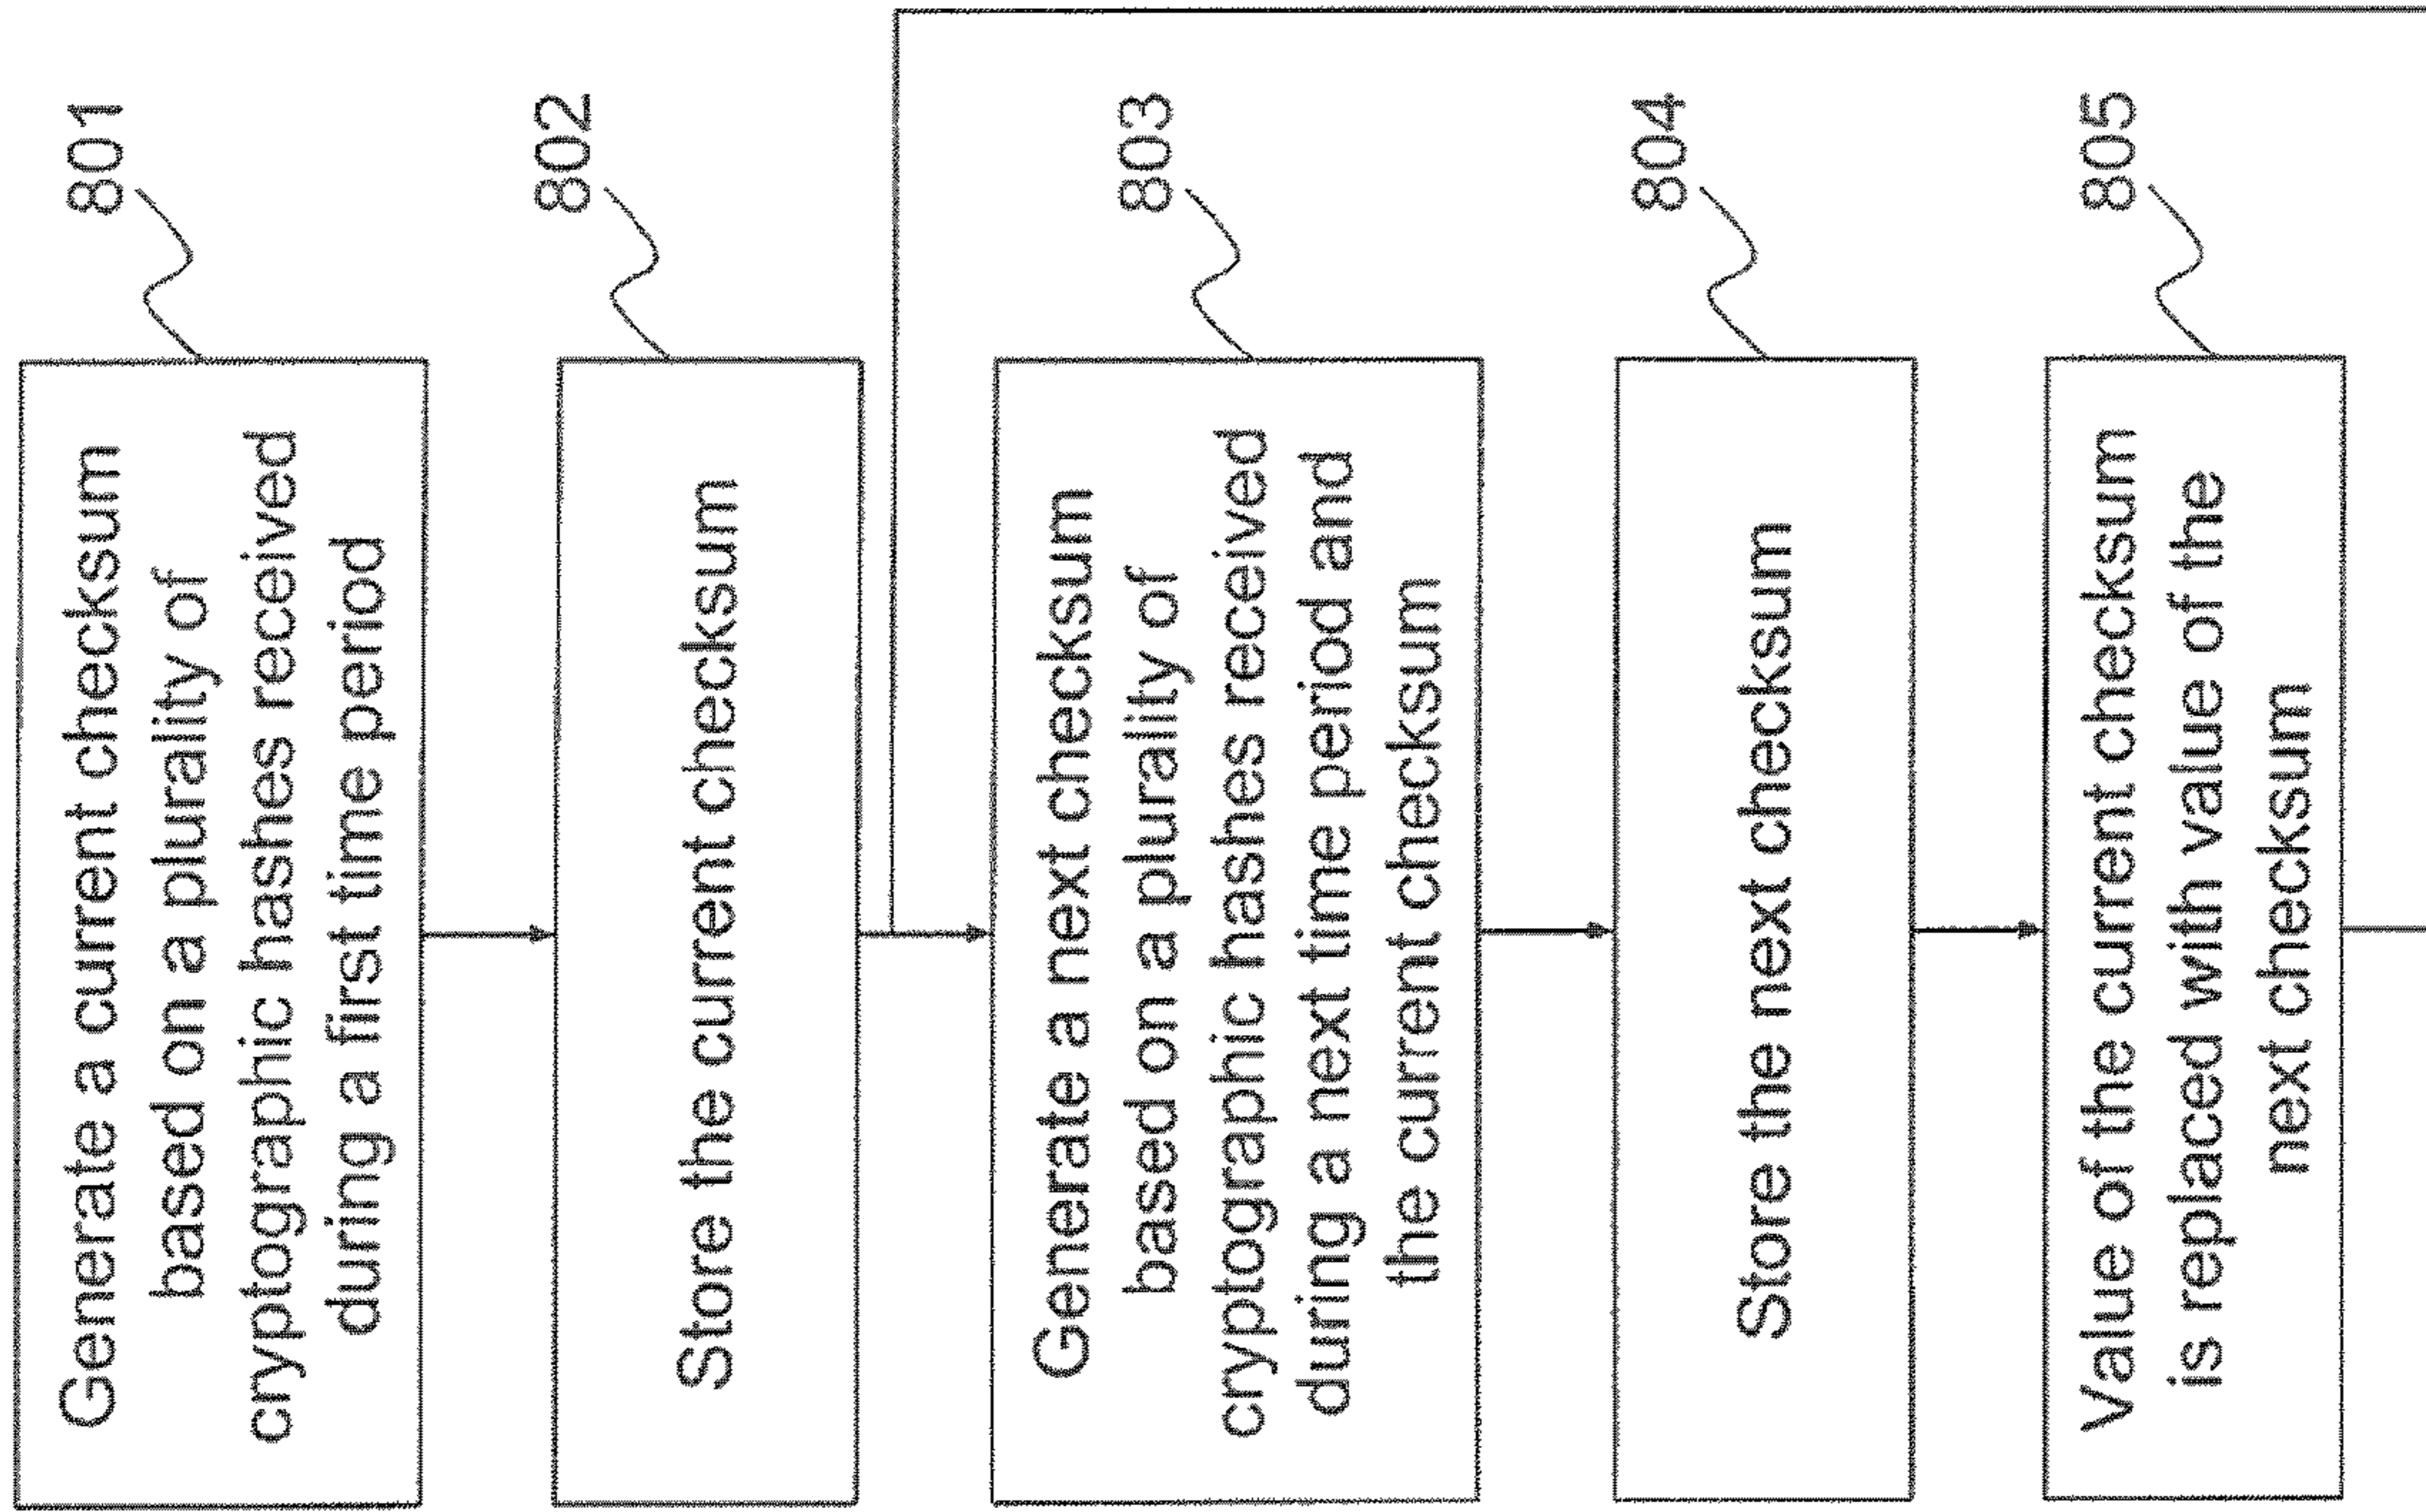 Generate a current checksum
based on a plurality of
cryptographic hashes received
during a first time period
801
Store the current checksum
802
Generate a next checksum
based on a plurality of
cryptographic hashes received
during a next time period and
the current checksum
803
Store the next checksum
804
Value of the current checksum
is replaced with value of the
next checksum
805